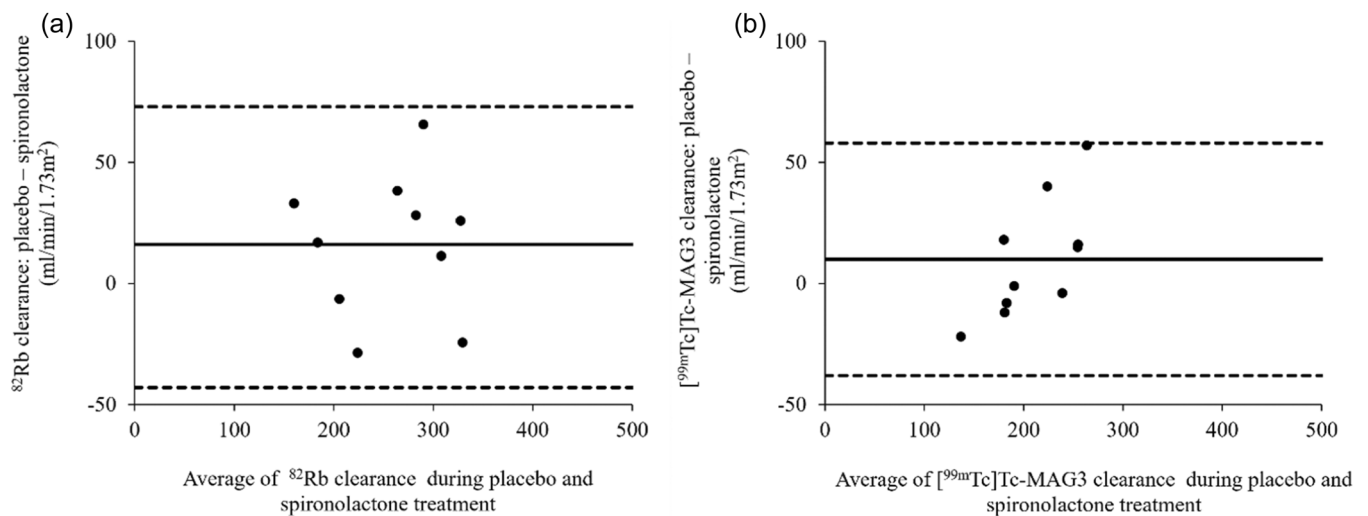 (a)
⁸²Rb clearance: placebo – spironolactone
(ml/min/1.73m²)
100
50
0
-50
0 100 200 300 400 500
Average of ⁸²Rb clearance during placebo and
spironolactone treatment
(b)
[⁹⁹ᵐTc]Tc-MAG3 clearance: placebo –
spironolactone
(ml/min/1.73m²)
100
50
0
-50
0 100 200 300 400 500
Average of [⁹⁹ᵐTc]Tc-MAG3 clearance during placebo and
spironolactone treatment